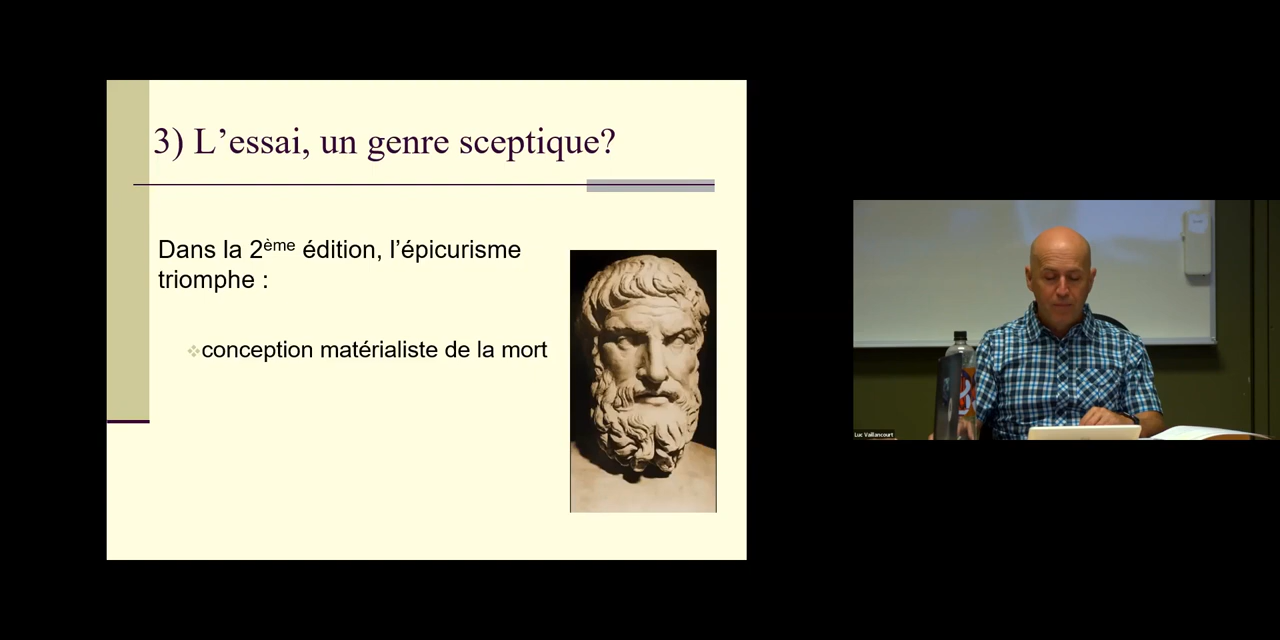 3) L'essai, un genre sceptique?
Dans la 2ème édition, l'épicurisme
triomphe :
conception matérialiste de la mort
Luc Vaillancourt